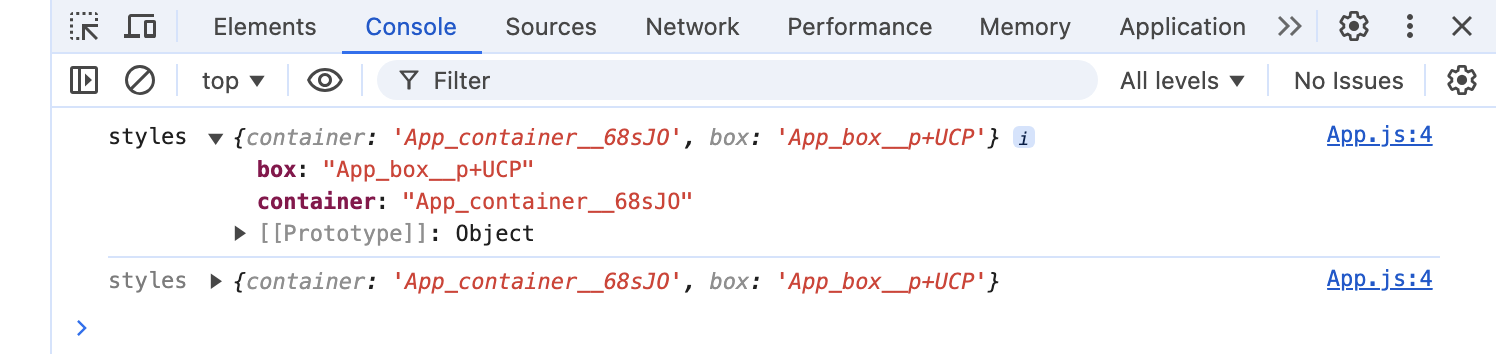 Elements Console Sources Network Performance Memory Application
top Filter All levels No Issues
styles {container: 'App_container__68sJO', box: 'App_box__p+UCP'} i App.js:4
box: "App_box__p+UCP"
container: "App_container__68sJO"
[[Prototype]]: Object
styles {container: 'App_container__68sJO', box: 'App_box__p+UCP'} App.js:4